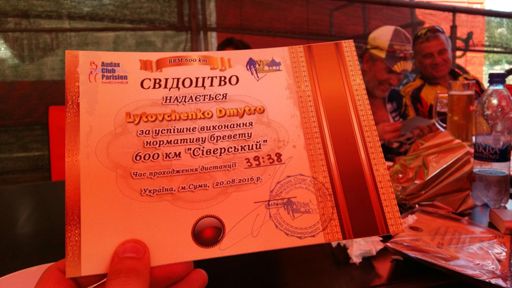 BRM 600 km
Audax
Club
Parisien
СВІДОЦТВО
НАДАЄТЬСЯ
Lytovchenko Dmytro
за успішне виконання
нормативу бревету
600 км "Сіверський"
Час проходження дистанції 39:38
Україна, (м.Суми, (20.08.2016 р.